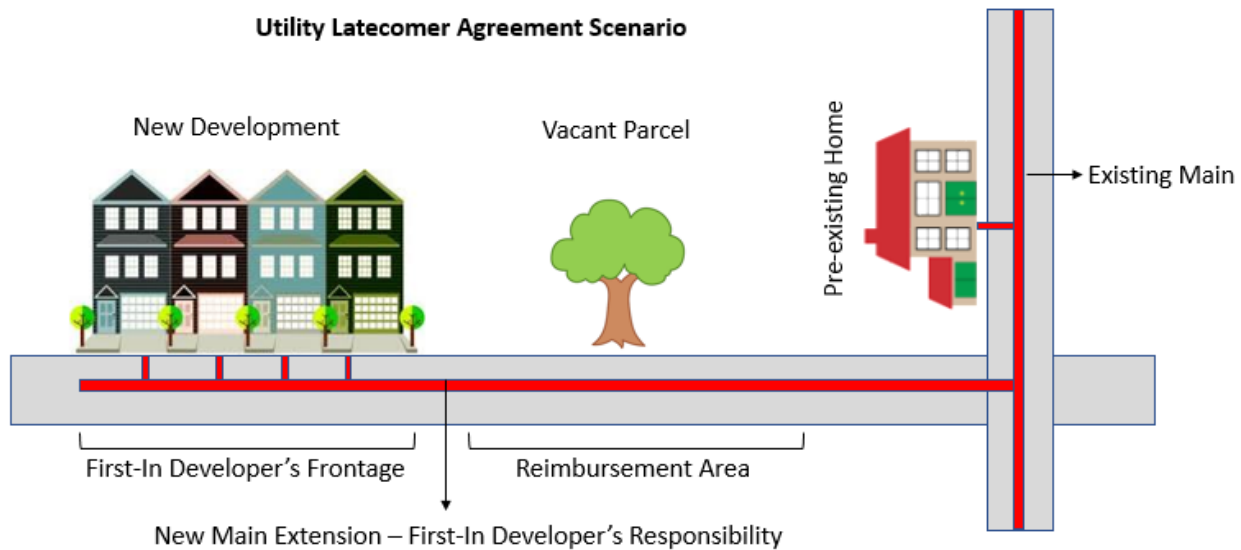 Utility Latecomer Agreement Scenario
New Development
Vacant Parcel
Pre-existing Home
Existing Main
First-In Developer's Frontage
Reimbursement Area
New Main Extension – First-In Developer's Responsibility